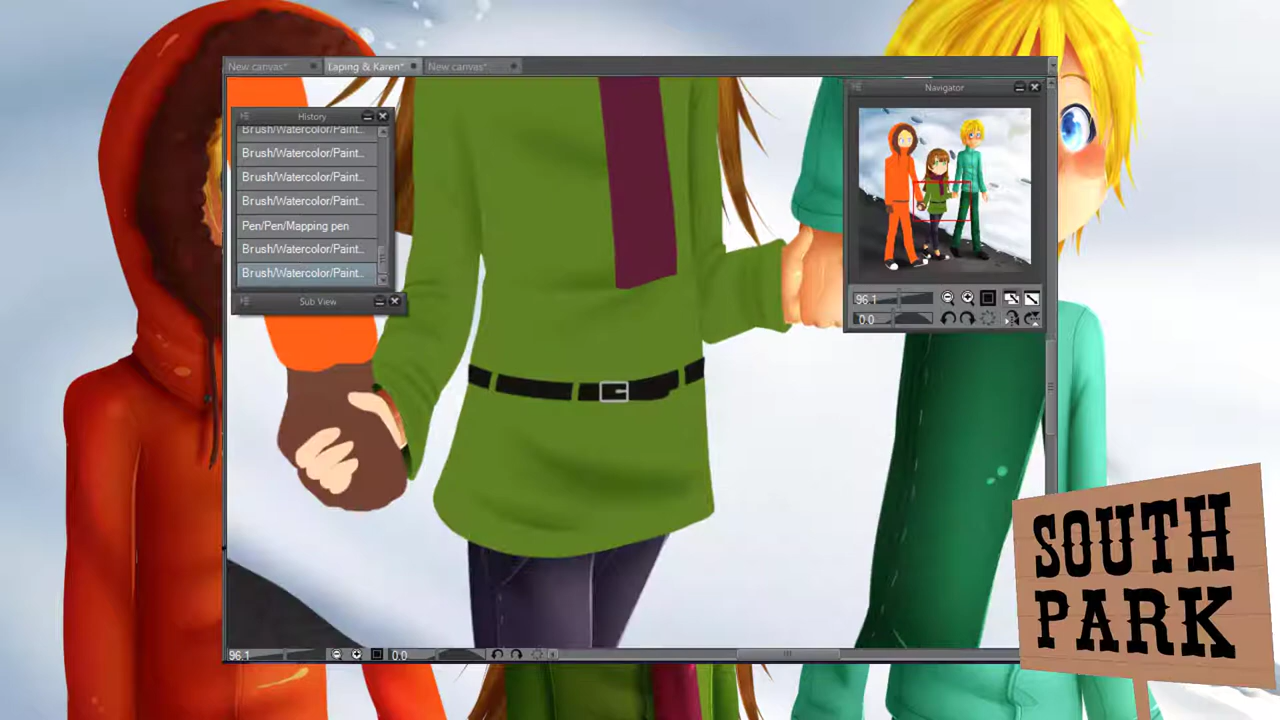 New canvas*
Laping & Karen*
New canvas*
History
Brush/Watercolor/Paint..
Brush/Watercolor/Paint..
Brush/Watercolor/Paint..
Brush/Watercolor/Paint..
Pen/Pen/Mapping pen
Brush/Watercolor/Paint..
Brush/Watercolor/Paint..
Sub View
Navigator
96.1
0.0
96.1
0.0
SOUTH
PARK